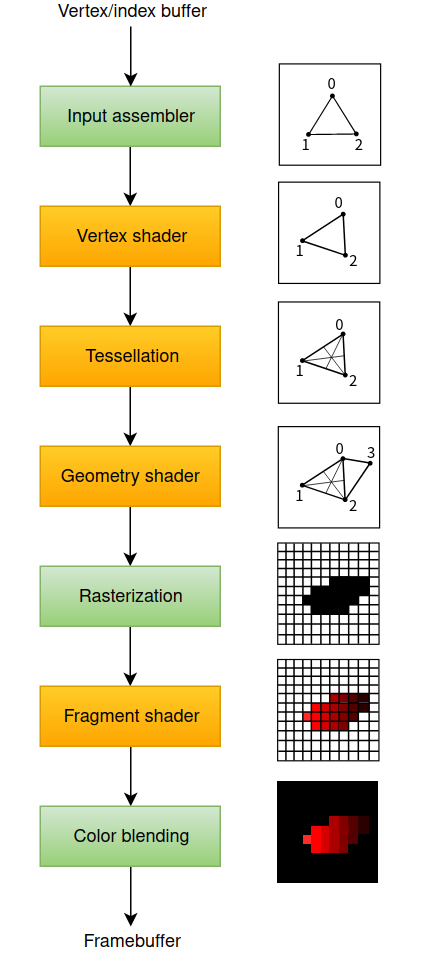 Vertex/index buffer
Input assembler
0
1
2
Vertex shader
0
1
2
Tessellation
0
1
2
Geometry shader
0
3
1
2
Rasterization
Fragment shader
Color blending
Framebuffer